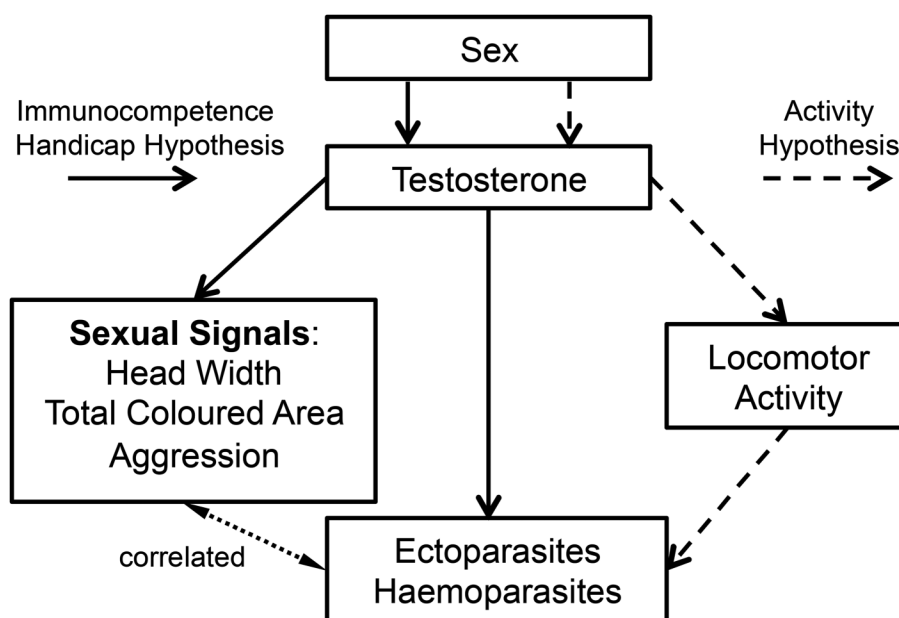 Sex
Immunocompetence
Handicap Hypothesis
Activity
Hypothesis
Testosterone
Sexual Signals:
Head Width
Total Coloured Area
Aggression
Locomotor
Activity
correlated
Ectoparasites
Haemoparasites